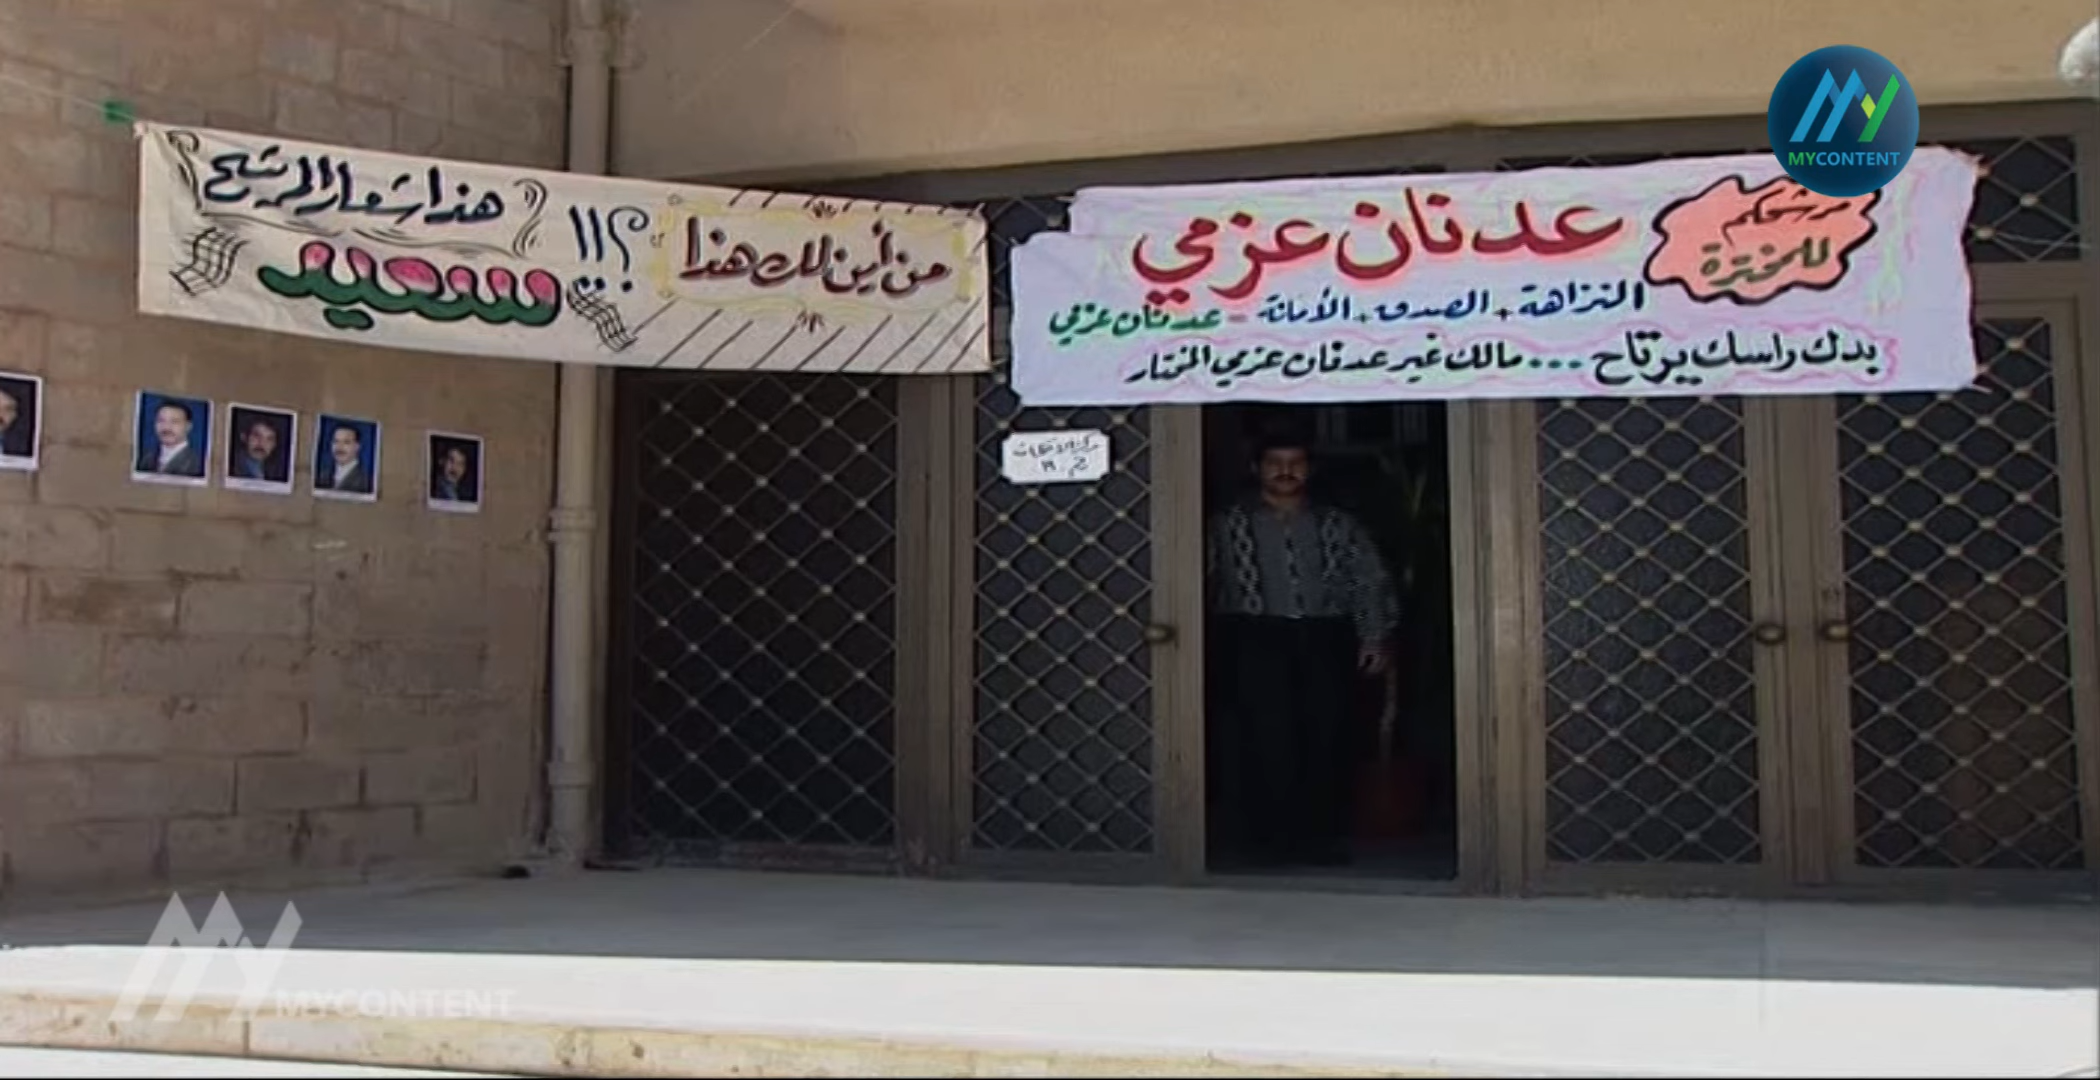 مرشحكم
للمخترة
عدنان عزمي
النزاهة + الصدق + الأمانة = عدنان عزمي
بدك راسك يرتاح ... مالك غير عدنان عزمي المختار
من أين لك هذا ؟!!
هذا شعار المرشح
سعيد
MYCONTENT
MYCONTENT